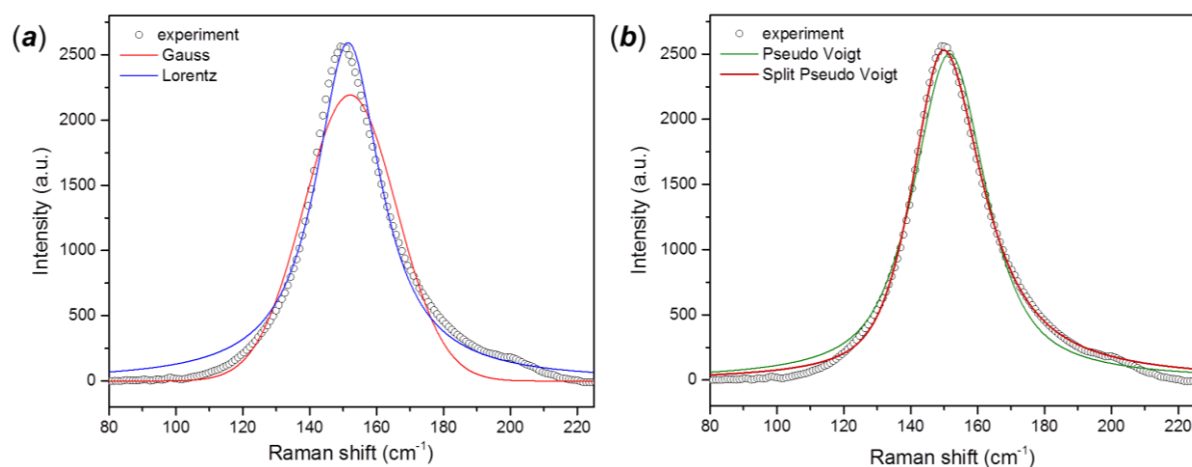 (a)
experiment
Gauss
Lorentz
2500
2000
1500
1000
500
0
80 100 120 140 160 180 200 220
Intensity (a.u.)
Raman shift (cm⁻¹)
(b)
experiment
Pseudo Voigt
Split Pseudo Voigt
2500
2000
1500
1000
500
0
80 100 120 140 160 180 200 220
Intensity (a.u.)
Raman shift (cm⁻¹)